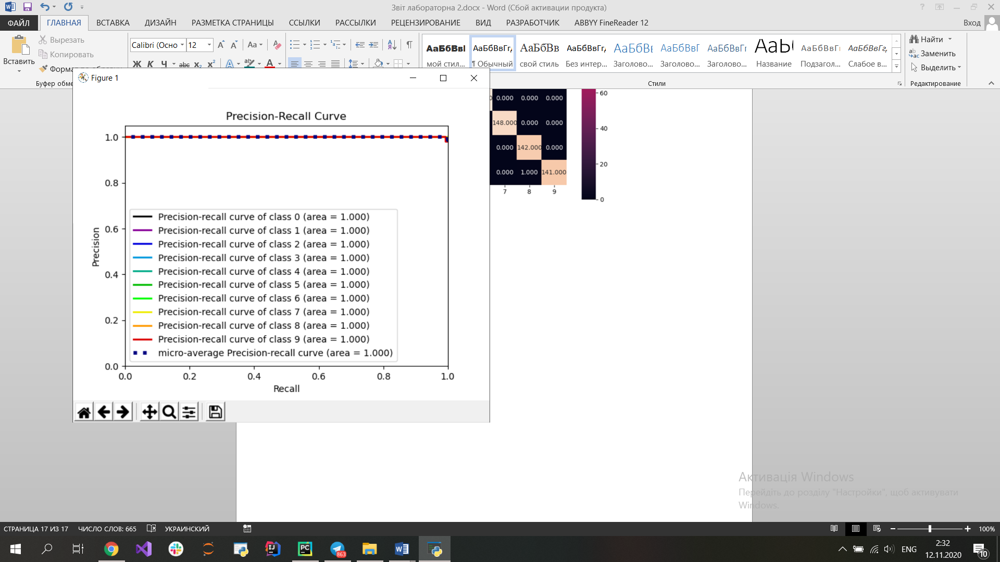 Звіт лабораторна 2.docx - Word (Сбой активации продукта)
ФАЙЛ ГЛАВНАЯ ВСТАВКА ДИЗАЙН РАЗМЕТКА СТРАНИЦЫ ССЫЛКИ РАССЫЛКИ РЕЦЕНЗИРОВАНИЕ ВИД РАЗРАБОТЧИК ABBYY FineReader 12 Вход
Вставить
Вырезать
Копировать
Буфер обме
Calibri (Осно 12
Ж К Ч abc x₂ x²
АаБбВвГг, АаБбВв АаБбВвГг,
мой стил... ¶ Обычный свой стиль Без интер... Заголово... Заголово... Заголово... Название Подзагол... Слабое в...
Стили
Найти
Заменить
Выделить
Редактирование
Figure 1
Precision-Recall Curve
1.0
0.8
0.6
0.4
0.2
0.0
Precision
Precision-recall curve of class 0 (area = 1.000)
Precision-recall curve of class 1 (area = 1.000)
Precision-recall curve of class 2 (area = 1.000)
Precision-recall curve of class 3 (area = 1.000)
Precision-recall curve of class 4 (area = 1.000)
Precision-recall curve of class 5 (area = 1.000)
Precision-recall curve of class 6 (area = 1.000)
Precision-recall curve of class 7 (area = 1.000)
Precision-recall curve of class 8 (area = 1.000)
Precision-recall curve of class 9 (area = 1.000)
micro-average Precision-recall curve (area = 1.000)
0.0 0.2 0.4 0.6 0.8 1.0
Recall
0.000 0.000 0.000
148.000 0.000 0.000
0.000 142.000 0.000
0.000 1.000 141.000
7 8 9
60
40
20
0
Активація Windows
Перейдіть до розділу "Настройки", щоб активувати
Windows.
СТРАНИЦА 17 ИЗ 17 ЧИСЛО СЛОВ: 665 УКРАИНСКИЙ 100%
863
ENG
2:32
12.11.2020
10